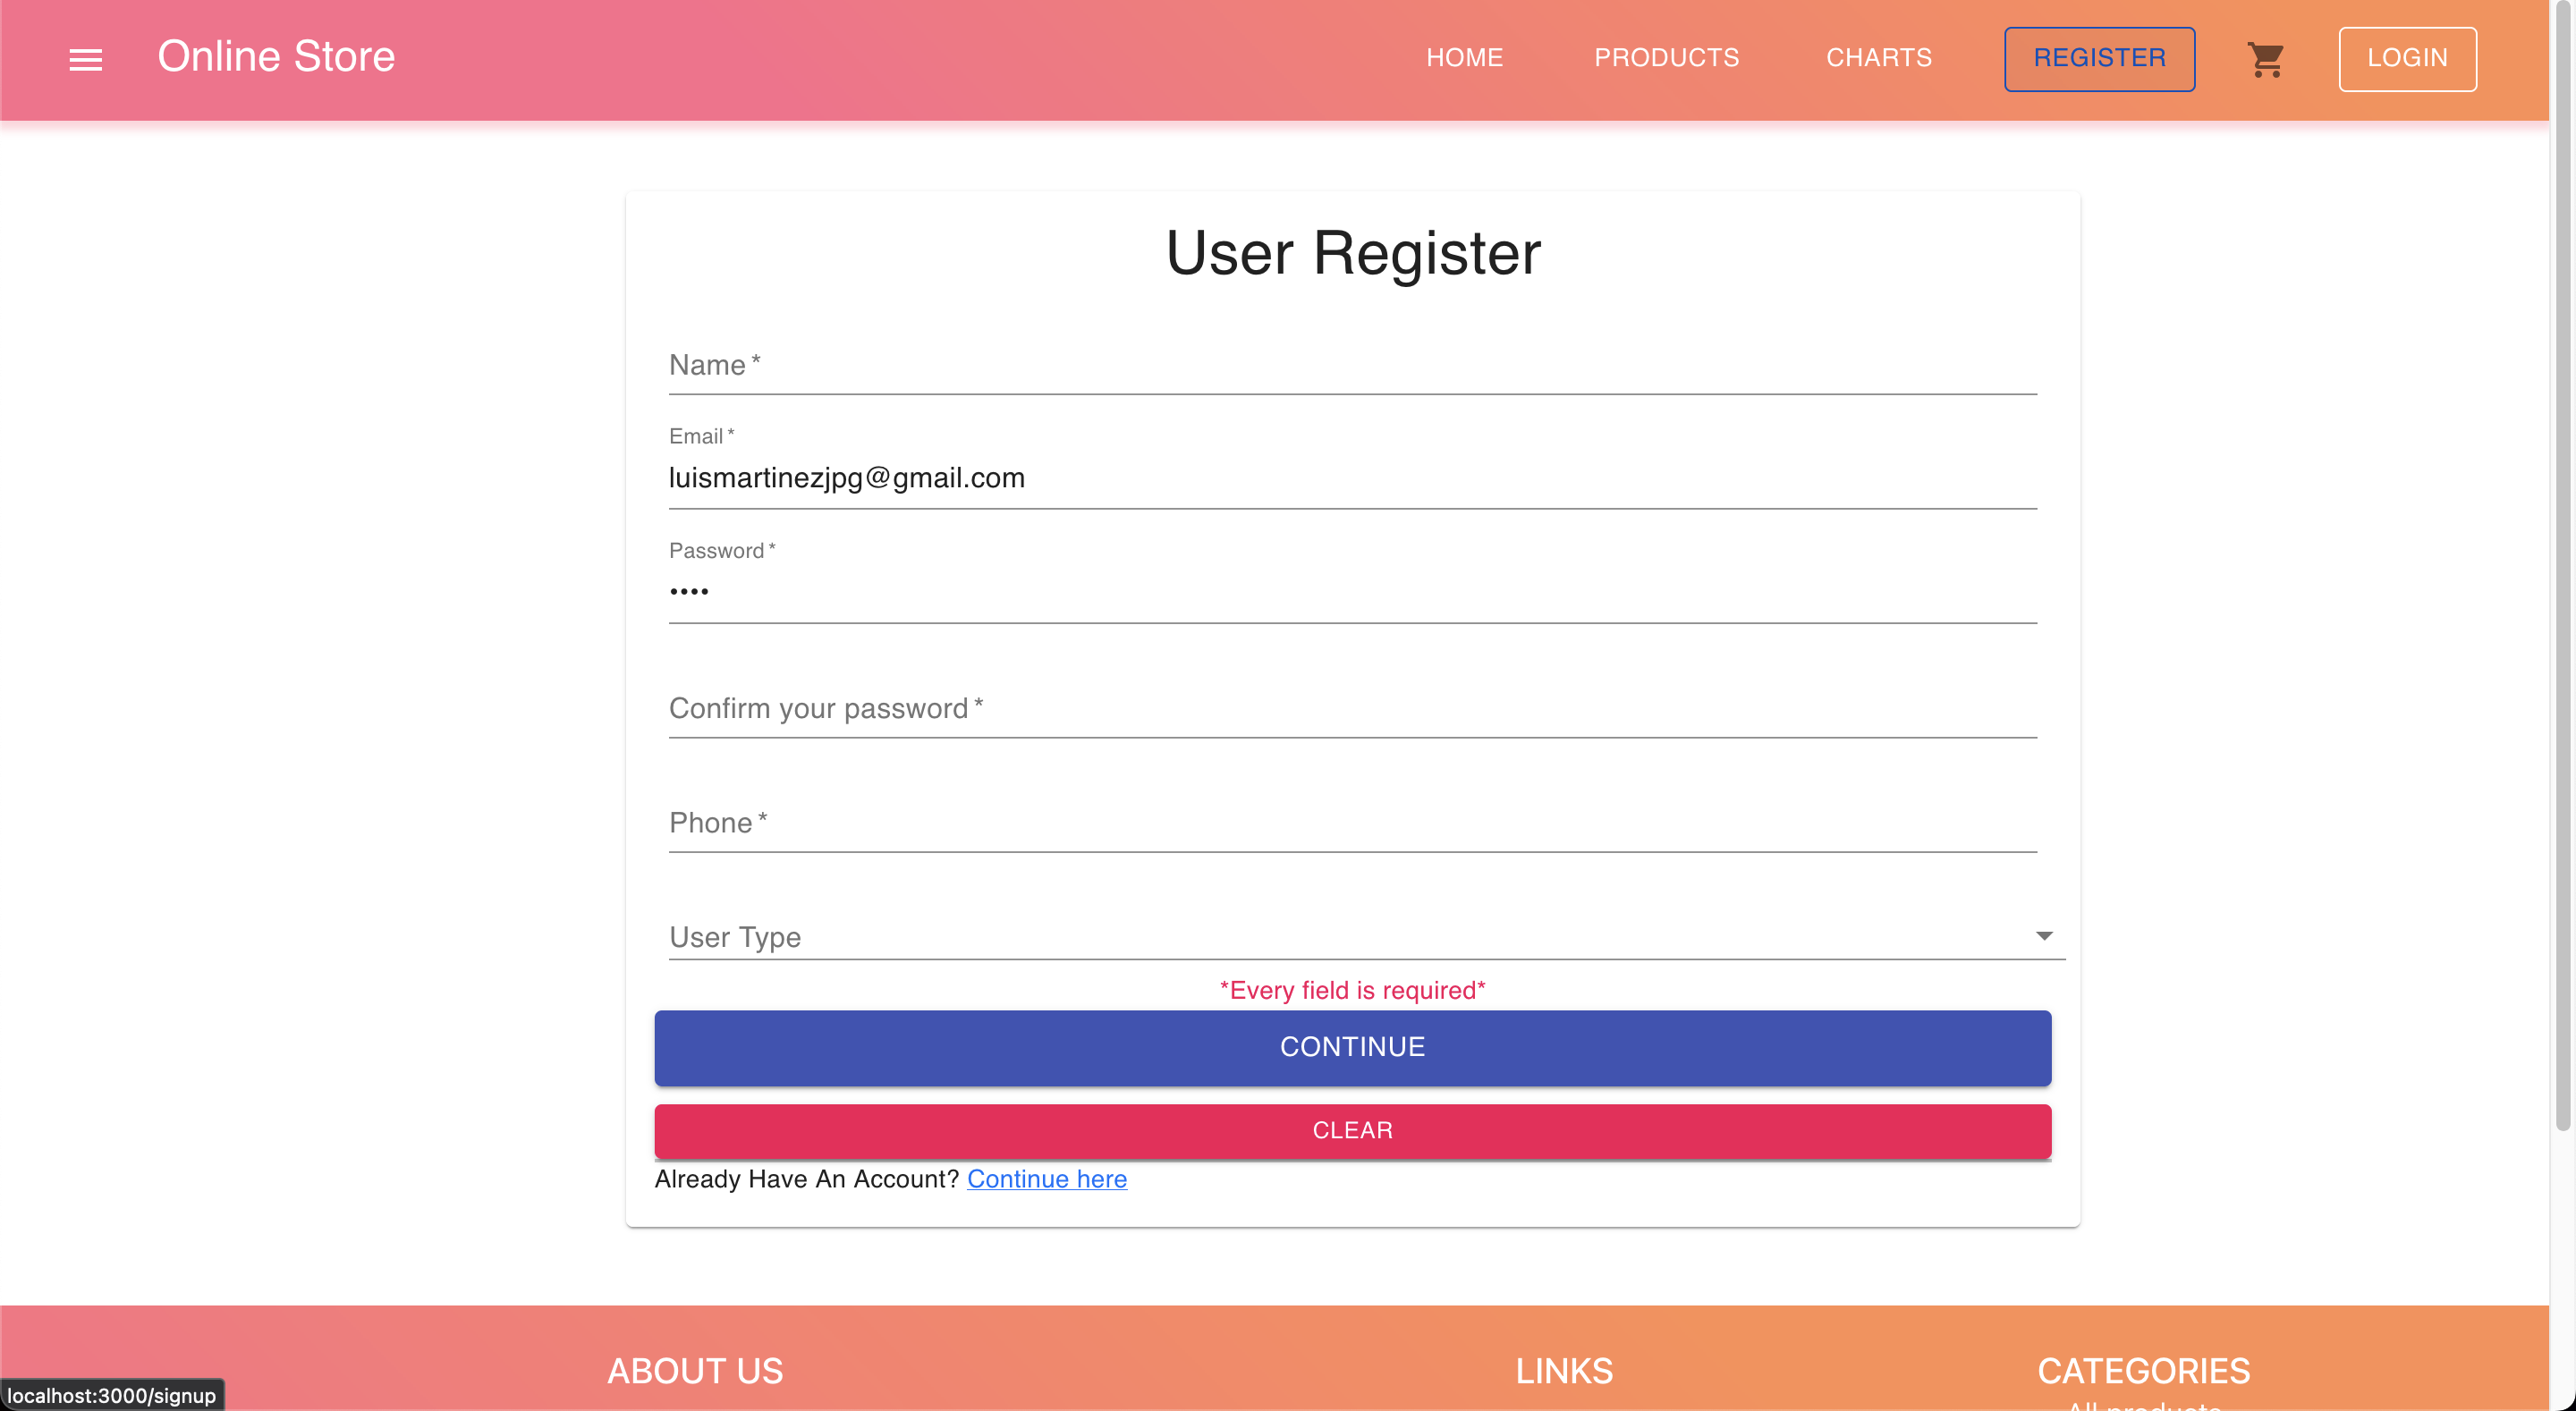 Online Store
HOME PRODUCTS CHARTS REGISTER LOGIN
User Register
Name *
Email *
luismartinezjpg@gmail.com
Password *
••••
Confirm your password *
Phone *
User Type
*Every field is required*
CONTINUE
CLEAR
Already Have An Account? Continue here
ABOUT US LINKS CATEGORIES
All products
localhost:3000/signup